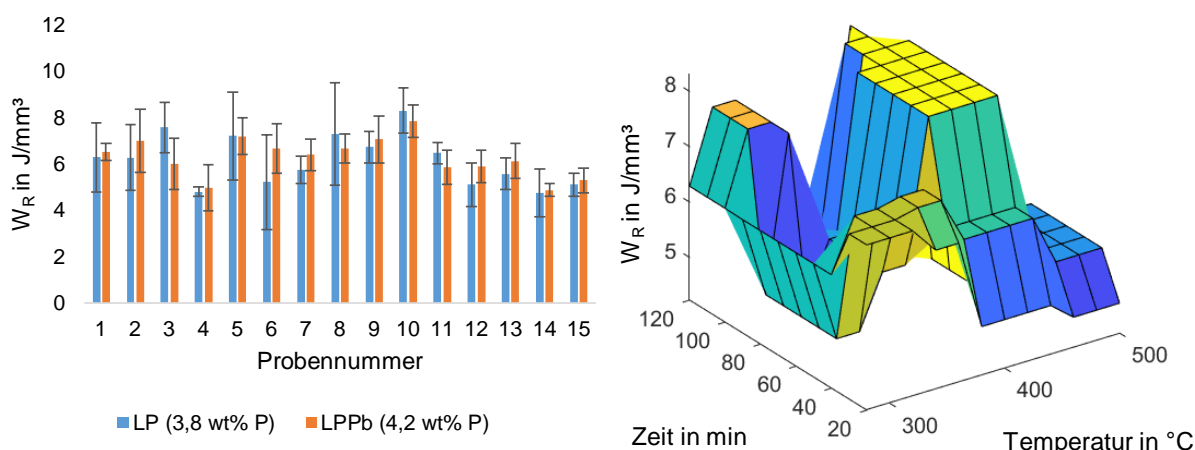 12
10
8
6
4
2
0
W_R in J/mm³
1 2 3 4 5 6 7 8 9 10 11 12 13 14 15
Probennummer
LP (3,8 wt% P) LPPb (4,2 wt% P)
8
7
6
5
W_R in J/mm³
120
100
80
60
40
20
Zeit in min
300
400
500
Temperatur in °C